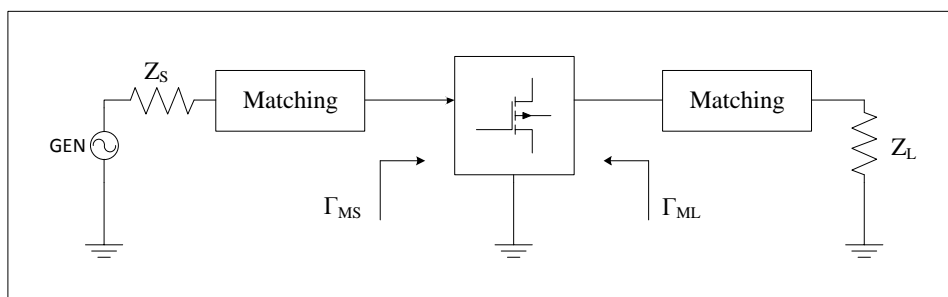 Z_S
Matching
Matching
GEN
Z_L
Γ_MS
Γ_ML